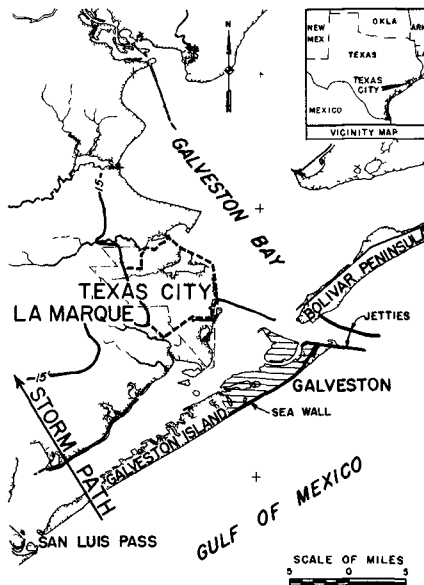 N
OKLA
NEW
MEX
ARK
TEXAS
LA
TEXAS
CITY
MEXICO
VICINITY MAP
GALVESTON BAY
15
TEXAS CITY
LA MARQUE
BOLIVAR PENINSULA
JETTIES
15
GALVESTON
SEA WALL
STORM PATH
GALVESTON ISLAND
GULF OF MEXICO
SAN LUIS PASS
SCALE OF MILES
5 0 5